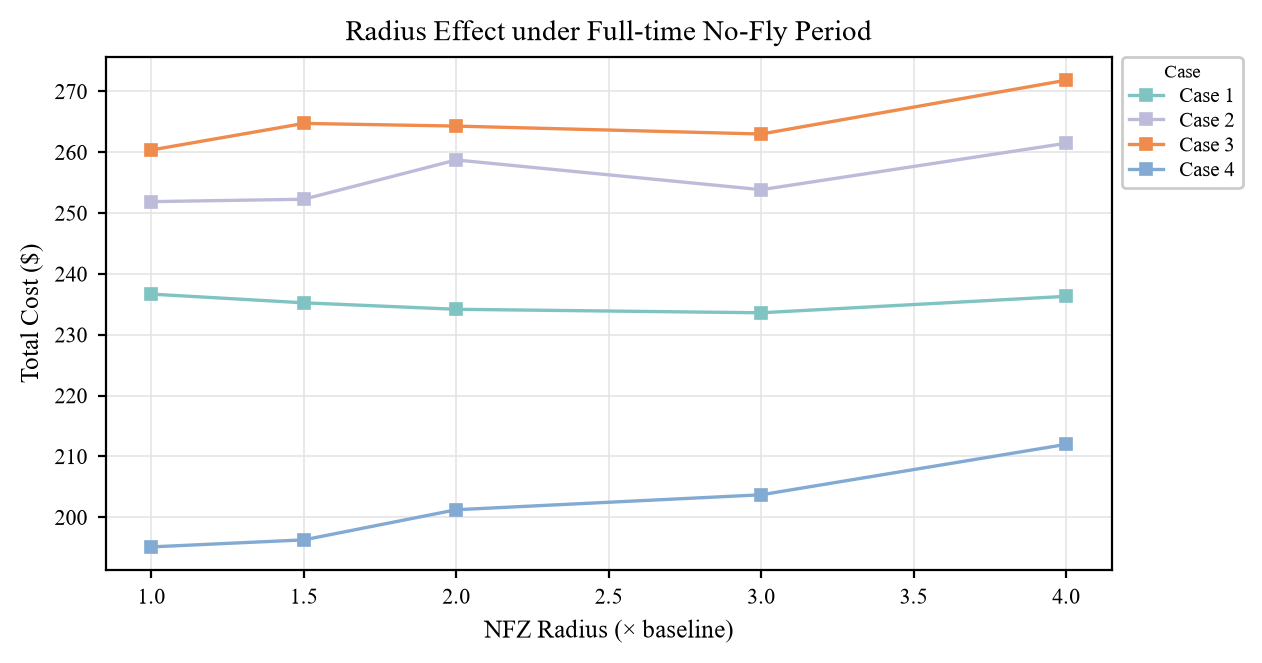 Radius Effect under Full-time No-Fly Period
Total Cost ($)
270
260
250
240
230
220
210
200
1.0 1.5 2.0 2.5 3.0 3.5 4.0
NFZ Radius (× baseline)
Case
Case 1
Case 2
Case 3
Case 4